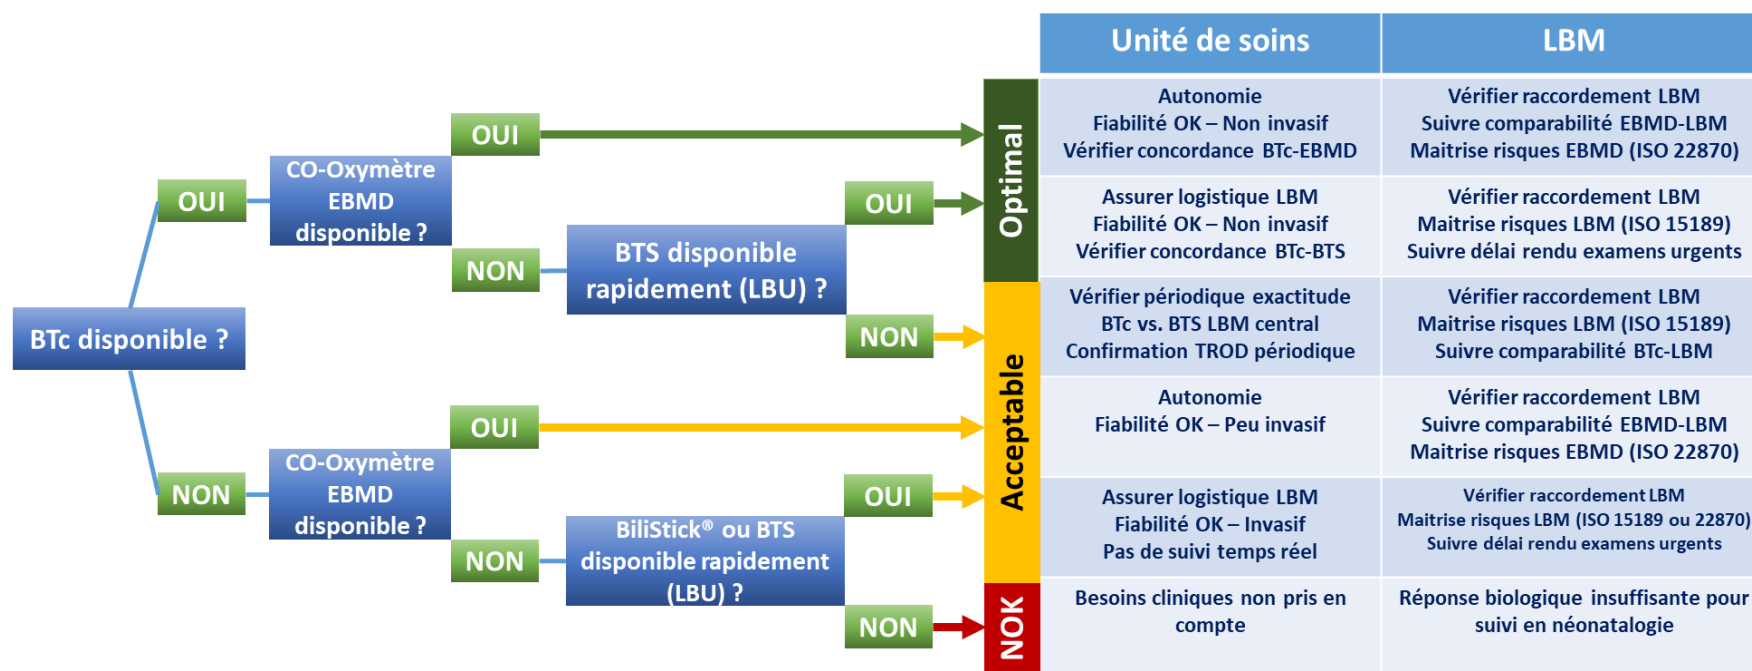 Unité de soins
LBM
BTc disponible ?
OUI
NON
CO-Oxymètre
EBMD
disponible ?
OUI
NON
BTS disponible
rapidement (LBU) ?
OUI
NON
CO-Oxymètre
EBMD
disponible ?
OUI
NON
BiliStick® ou BTS
disponible rapidement
(LBU) ?
OUI
NON
Optimal
Autonomie
Fiabilité OK – Non invasif
Vérifier concordance BTc-EBMD
Vérifier raccordement LBM
Suivre comparabilité EBMD-LBM
Maitrise risques EBMD (ISO 22870)
Assurer logistique LBM
Fiabilité OK – Non invasif
Vérifier concordance BTc-BTS
Vérifier raccordement LBM
Maitrise risques LBM (ISO 15189)
Suivre délai rendu examens urgents
Acceptable
Vérifier périodique exactitude
BTc vs. BTS LBM central
Confirmation TROD périodique
Vérifier raccordement LBM
Maitrise risques LBM (ISO 15189)
Suivre comparabilité BTc-LBM
Autonomie
Fiabilité OK – Peu invasif
Vérifier raccordement LBM
Suivre comparabilité EBMD-LBM
Maitrise risques EBMD (ISO 22870)
Assurer logistique LBM
Fiabilité OK – Invasif
Pas de suivi temps réel
Vérifier raccordement LBM
Maitrise risques LBM (ISO 15189 ou 22870)
Suivre délai rendu examens urgents
NOK
Besoins cliniques non pris en
compte
Réponse biologique insuffisante pour
suivi en néonatalogie